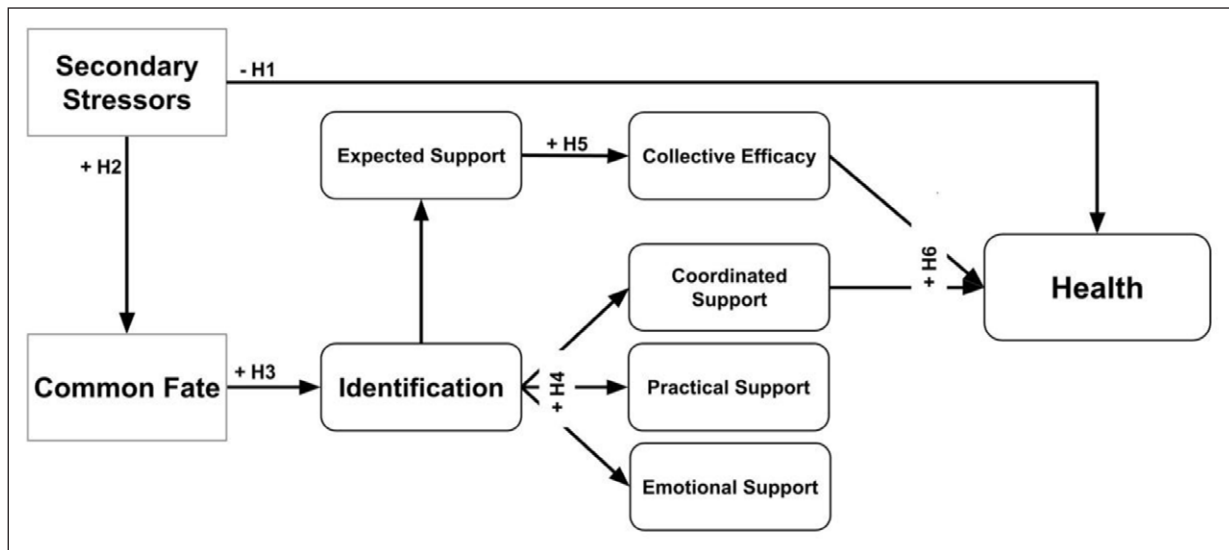 Secondary
Stressors
- H1
+ H2
Expected Support
+ H5
Collective Efficacy
Coordinated
Support
+ H6
Health
Common Fate
+ H3
Identification
+ H4
Practical Support
Emotional Support